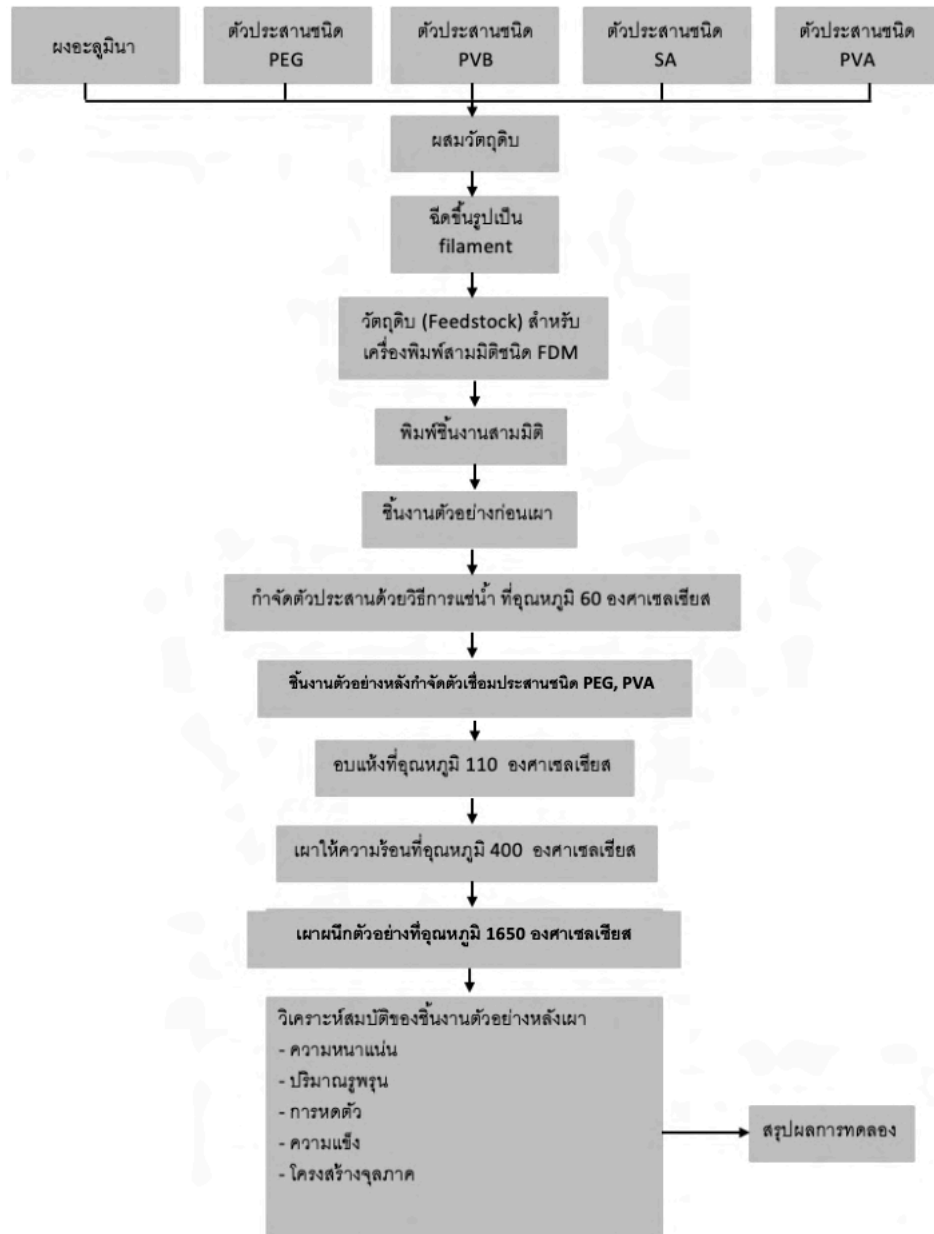 ผงอะลูมินา
ตัวประสานชนิด
PEG
ตัวประสานชนิด
PVB
ตัวประสานชนิด
SA
ตัวประสานชนิด
PVA
ผสมวัตถุดิบ
ฉีดขึ้นรูปเป็น
filament
วัตถุดิบ (Feedstock) สำหรับ
เครื่องพิมพ์สามมิติชนิด FDM
พิมพ์ชิ้นงานสามมิติ
ชิ้นงานตัวอย่างก่อนเผา
กำจัดตัวประสานด้วยวิธีการแช่น้ำ ที่อุณหภูมิ 60 องศาเซลเซียส
ชิ้นงานตัวอย่างหลังกำจัดตัวเชื่อมประสานชนิด PEG, PVA
อบแห้งที่อุณหภูมิ 110 องศาเซลเซียส
เผาให้ความร้อนที่อุณหภูมิ 400 องศาเซลเซียส
เผาผนึกตัวอย่างที่อุณหภูมิ 1650 องศาเซลเซียส
วิเคราะห์สมบัติของชิ้นงานตัวอย่างหลังเผา
- ความหนาแน่น
- ปริมาณรูพรุน
- การหดตัว
- ความแข็ง
- โครงสร้างจุลภาค
สรุปผลการทดลอง